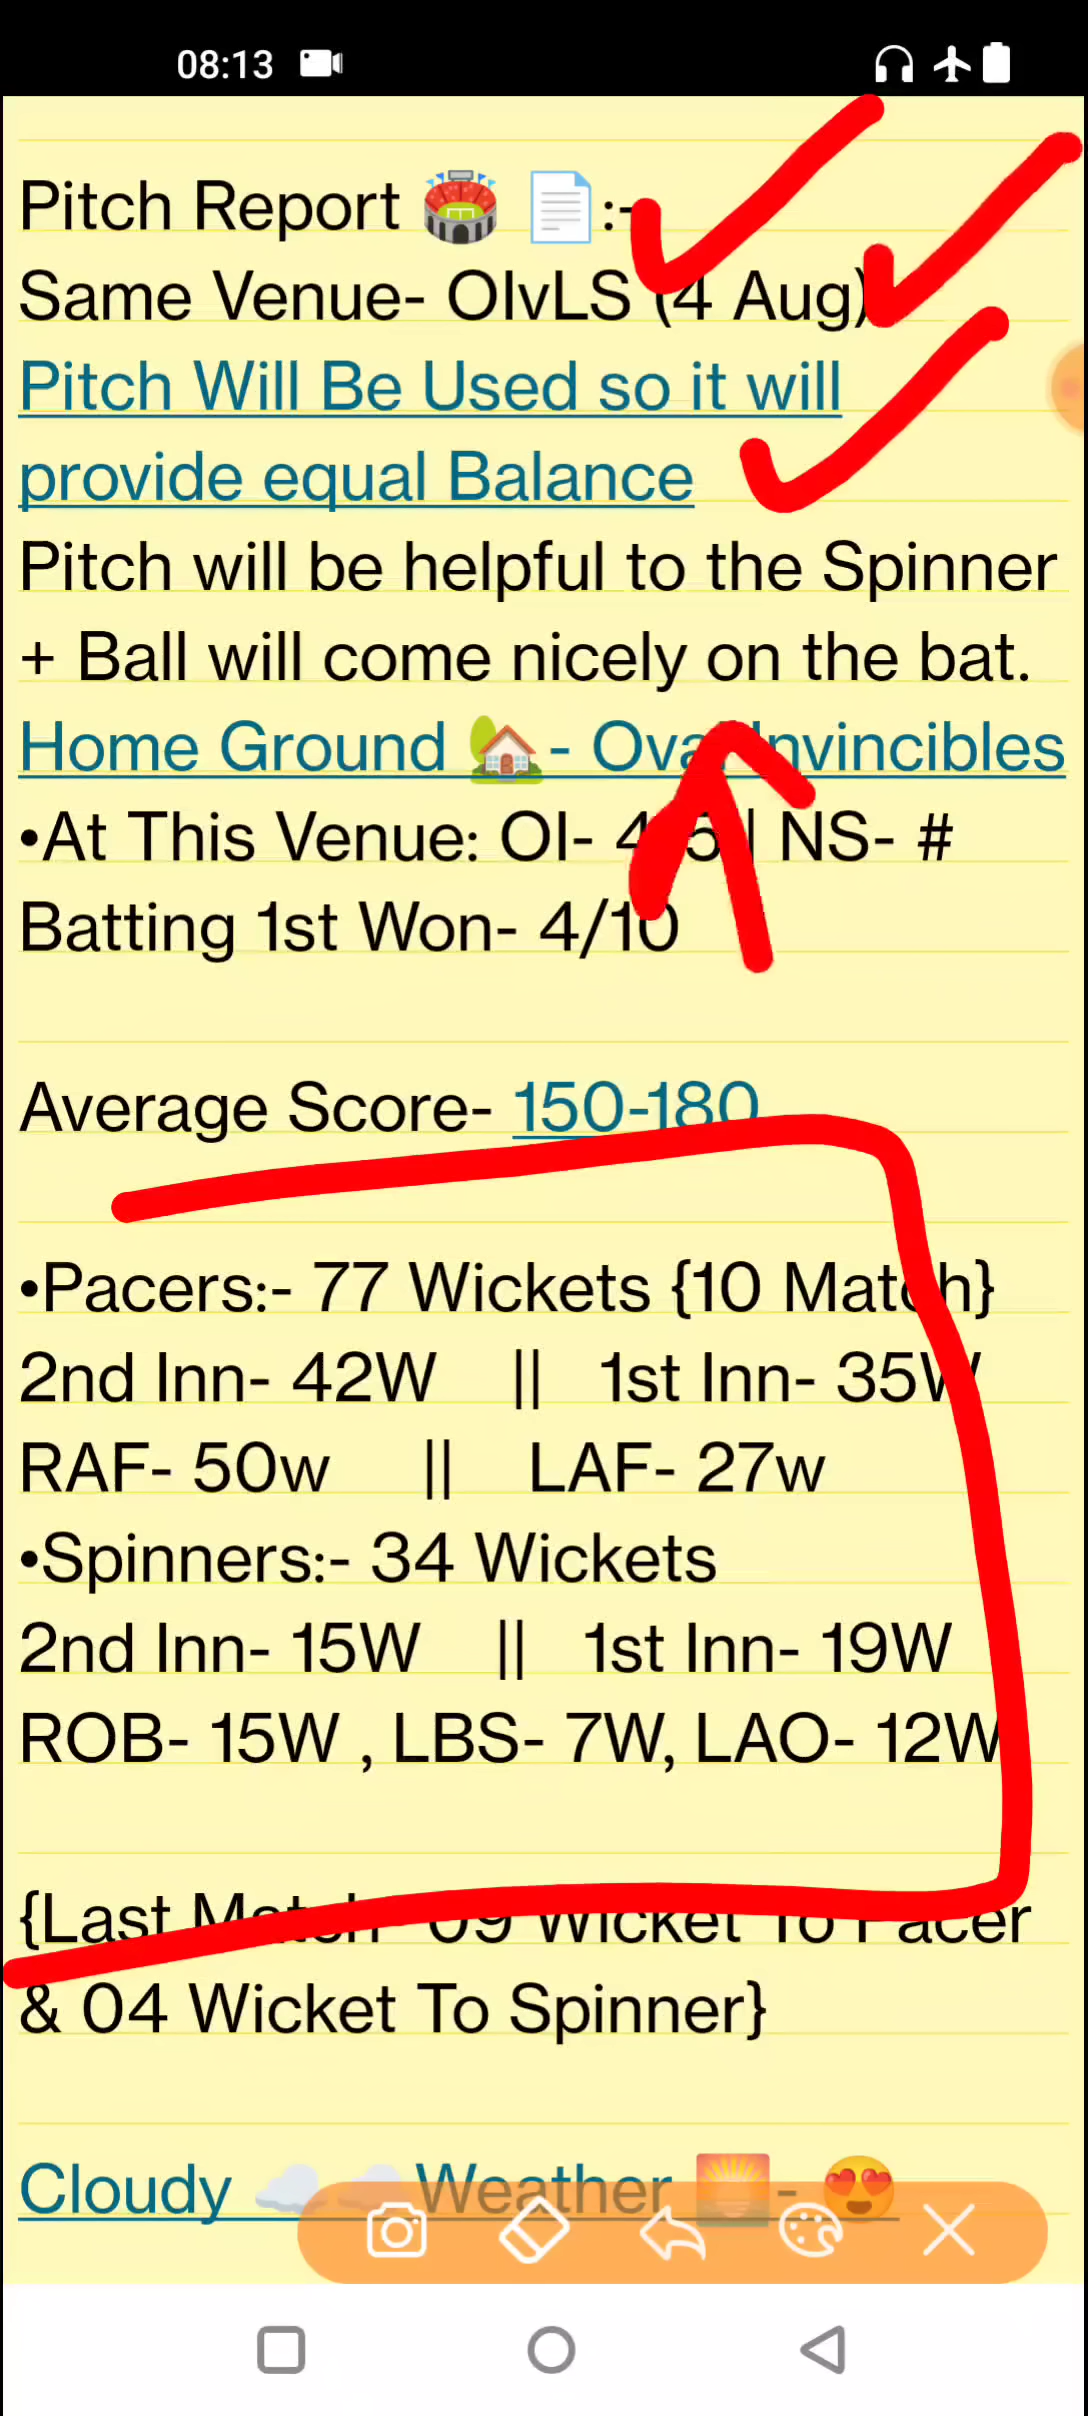 08:13
Pitch Report 🏟️ 📄:-
Same Venue- OIvLS (4 Aug)
Pitch Will Be Used so it will
provide equal Balance
Pitch will be helpful to the Spinner
+ Ball will come nicely on the bat.
Home Ground 🏡- Oval Invincibles
•At This Venue: OI- || NS- #
Batting 1st Won- 4/10
Average Score- 150-180
•Pacers:- 77 Wickets {10 Match}
2nd Inn- 42W || 1st Inn- 35W
RAF- 50w || LAF- 27w
•Spinners:- 34 Wickets
2nd Inn- 15W || 1st Inn- 19W
ROB- 15W , LBS- 7W, LAO- 12W
{Last Match- 09 Wicket To Pacer
& 04 Wicket To Spinner}
Cloudy ☁️☁️Weather 🌅- 😍